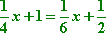 1/4 x + 1 = 1/6 x + 1/2